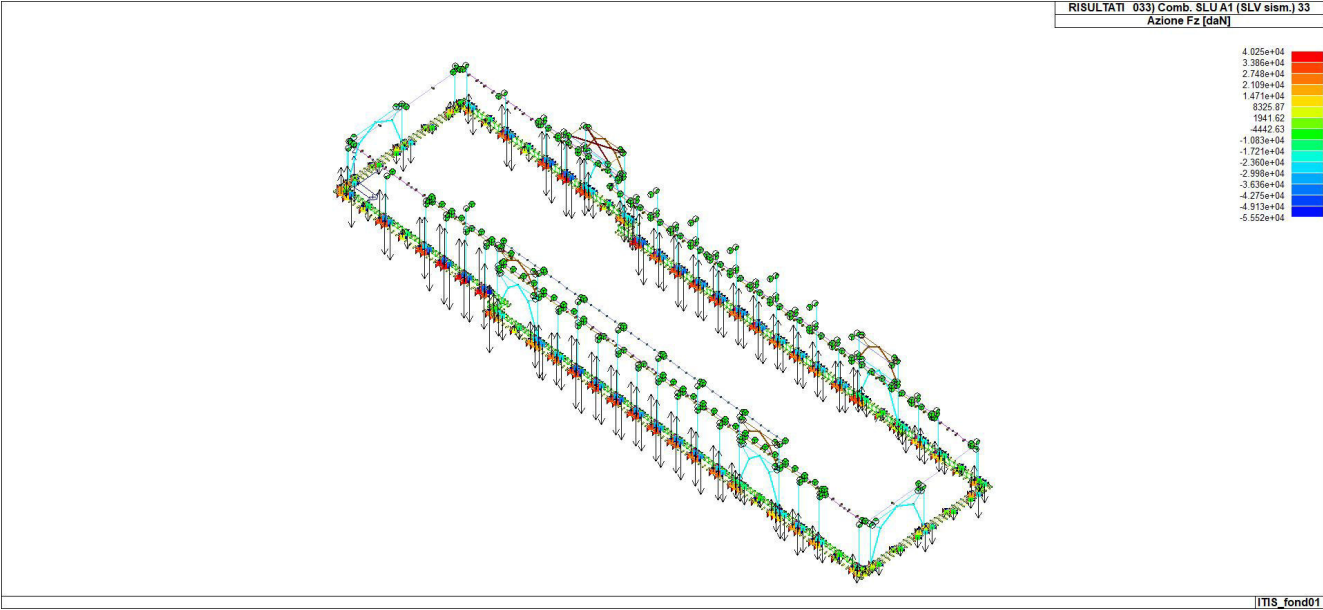 RISULTATI 033) Comb. SLU A1 (SLV sism.) 33
Azione Fz [daN]
4.025e+04
3.386e+04
2.748e+04
2.109e+04
1.471e+04
8325.87
1941.62
-4442.63
-1.083e+04
-1.721e+04
-2.360e+04
-2.998e+04
-3.636e+04
-4.275e+04
-4.913e+04
-5.552e+04
ITIS_fond01